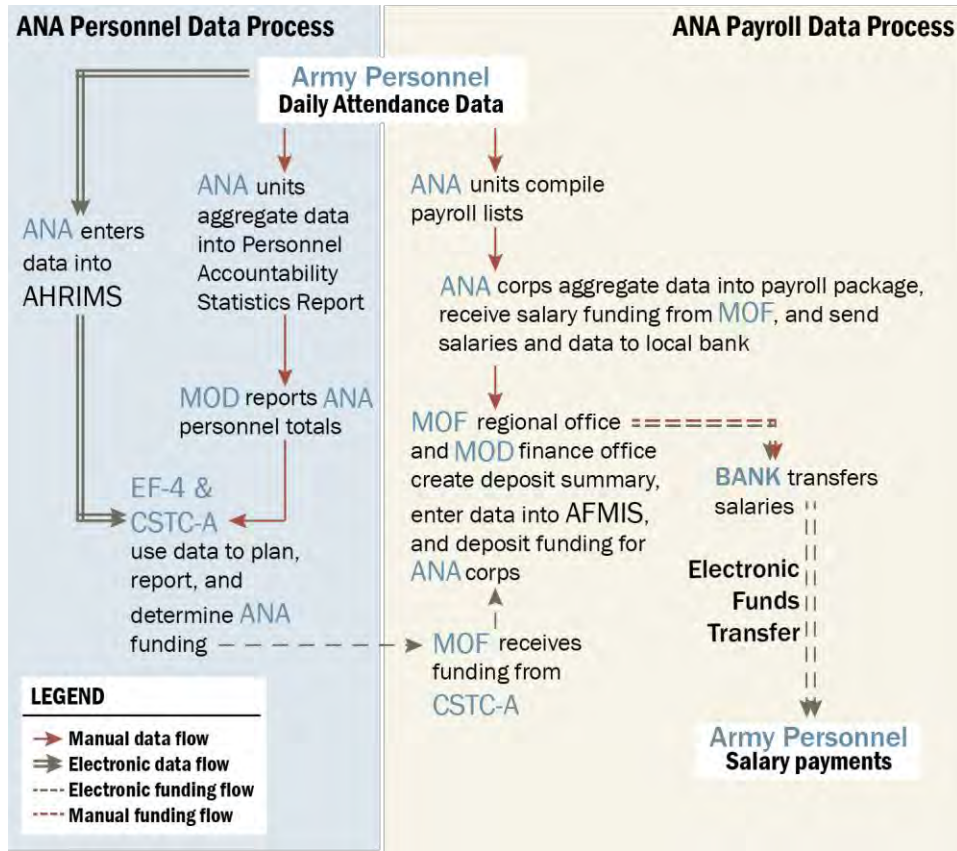 ANA Personnel Data Process
ANA Payroll Data Process
Army Personnel
Daily Attendance Data
ANA enters
data into
AHRIMS
ANA units
aggregate data
into Personnel
Accountability
Statistics Report
MOD reports ANA
personnel totals
EF-4 &
CSTC-A
use data to plan,
report, and
determine ANA
funding
ANA units compile
payroll lists
ANA corps aggregate data into payroll package,
receive salary funding from MOF, and send
salaries and data to local bank
MOF regional office
and MOD finance office
create deposit summary,
enter data into AFMIS,
and deposit funding for
ANA corps
MOF receives
funding from
CSTC-A
BANK transfers
salaries
Electronic
Funds
Transfer
Army Personnel
Salary payments
LEGEND
Manual data flow
Electronic data flow
Electronic funding flow
Manual funding flow